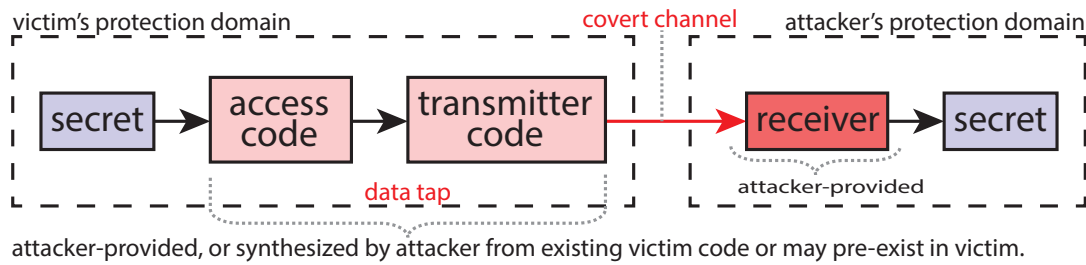 victim's protection domain
covert channel
attacker's protection domain
secret
access
code
transmitter
code
receiver
secret
data tap
attacker-provided
attacker-provided, or synthesized by attacker from existing victim code or may pre-exist in victim.